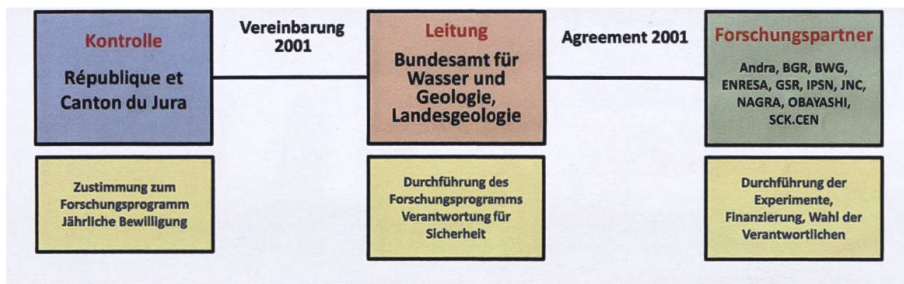 Kontrolle
République et
Canton du Jura
Vereinbarung
2001
Leitung
Bundesamt für
Wasser und
Geologie,
Landesgeologie
Agreement 2001
Forschungspartner
Andra, BGR, BWG,
ENRESA, GSR, IPSN, JNC,
NAGRA, OBAYASHI,
SCK.CEN
Zustimmung zum
Forschungsprogramm
Jährliche Bewilligung
Durchführung des
Forschungsprogramms
Verantwortung für
Sicherheit
Durchführung der
Experimente,
Finanzierung, Wahl der
Verantwortlichen